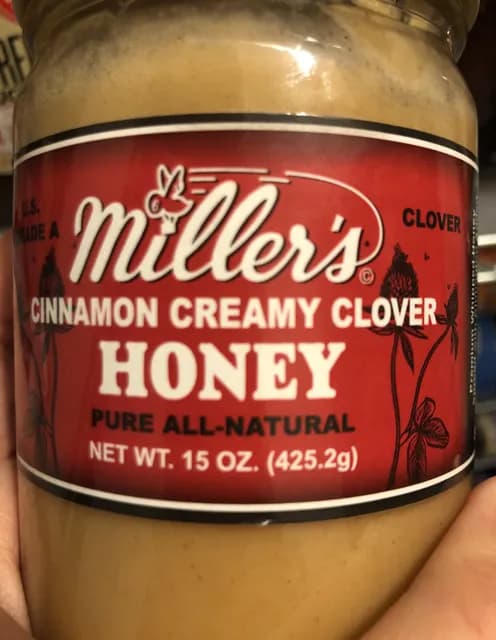 U.S.
GRADE A
Miller's
©
CLOVER
CINNAMON CREAMY CLOVER
HONEY
PURE ALL-NATURAL
NET WT. 15 OZ. (425.2g)